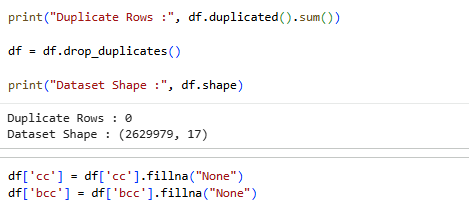 print("Duplicate Rows :", df.duplicated().sum())
df = df.drop_duplicates()
print("Dataset Shape :", df.shape)
Duplicate Rows : 0
Dataset Shape : (2629979, 17)
df['cc'] = df['cc'].fillna("None")
df['bcc'] = df['bcc'].fillna("None")